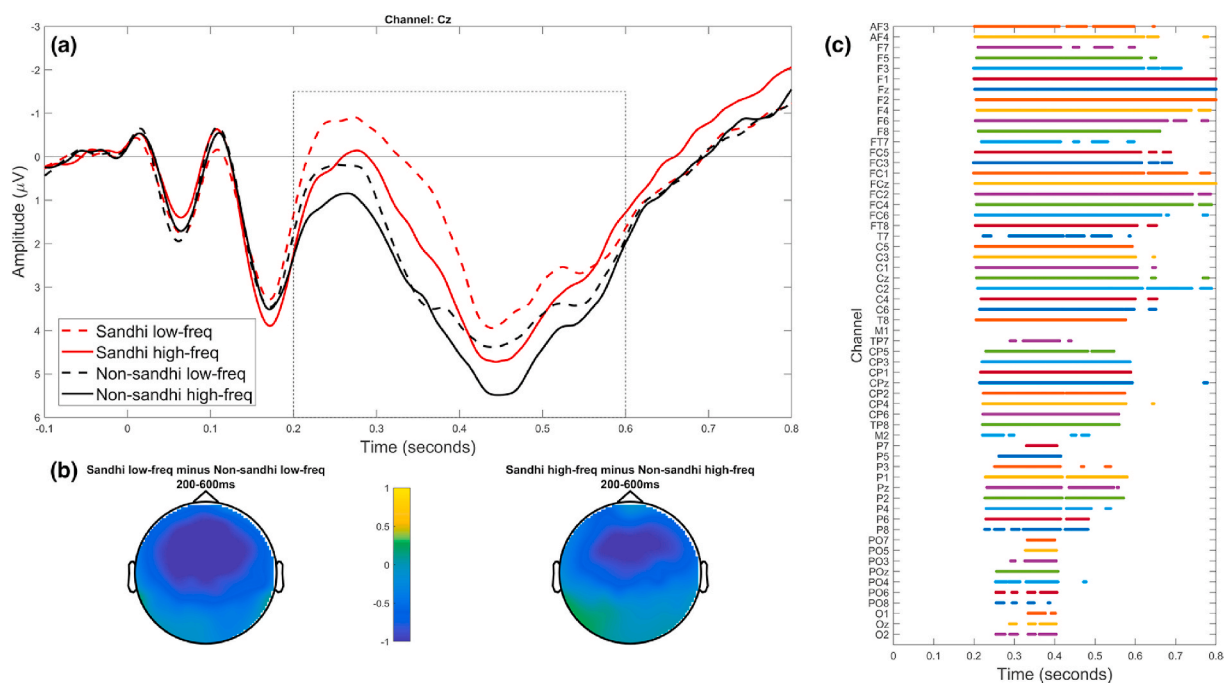 Channel: Cz
(a)
-3
-2
-1
0
1
2
3
4
5
6
Amplitude (μV)
Sandhi low-freq
Sandhi high-freq
Non-sandhi low-freq
Non-sandhi high-freq
-0.1 0 0.1 0.2 0.3 0.4 0.5 0.6 0.7 0.8
Time (seconds)
(b)
Sandhi low-freq minus Non-sandhi low-freq
200-600ms
1
0.5
0
-0.5
-1
Sandhi high-freq minus Non-sandhi high-freq
200-600ms
(c)
Channel
AF3
AF4
F7
F5
F3
F1
Fz
F2
F4
F6
F8
FT7
FC5
FC3
FC1
FCz
FC2
FC4
FC6
FT8
T7
C5
C3
C1
Cz
C2
C4
C6
T8
M1
TP7
CP5
CP3
CP1
CPz
CP2
CP4
CP6
TP8
M2
P7
P5
P3
P1
Pz
P2
P4
P6
P8
PO7
PO5
PO3
POz
PO4
PO6
PO8
O1
Oz
O2
0 0.1 0.2 0.3 0.4 0.5 0.6 0.7 0.8
Time (seconds)